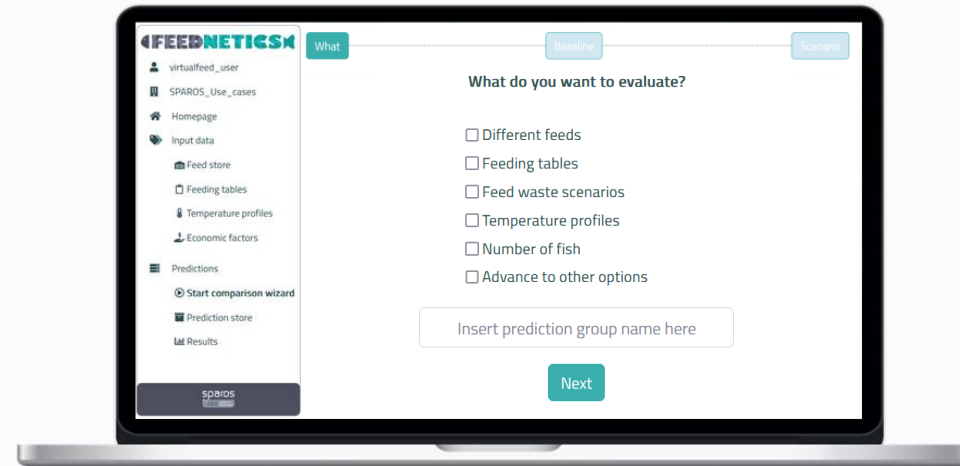 FEEDNETICS
virtualfeed_user
SPAROS_Use_cases
Homepage
Input data
Feed store
Feeding tables
Temperature profiles
Economic factors
Predictions
Start comparison wizard
Prediction store
Results
sparos
What
Baseline
Scenario
What do you want to evaluate?
Different feeds
Feeding tables
Feed waste scenarios
Temperature profiles
Number of fish
Advance to other options
Insert prediction group name here
Next